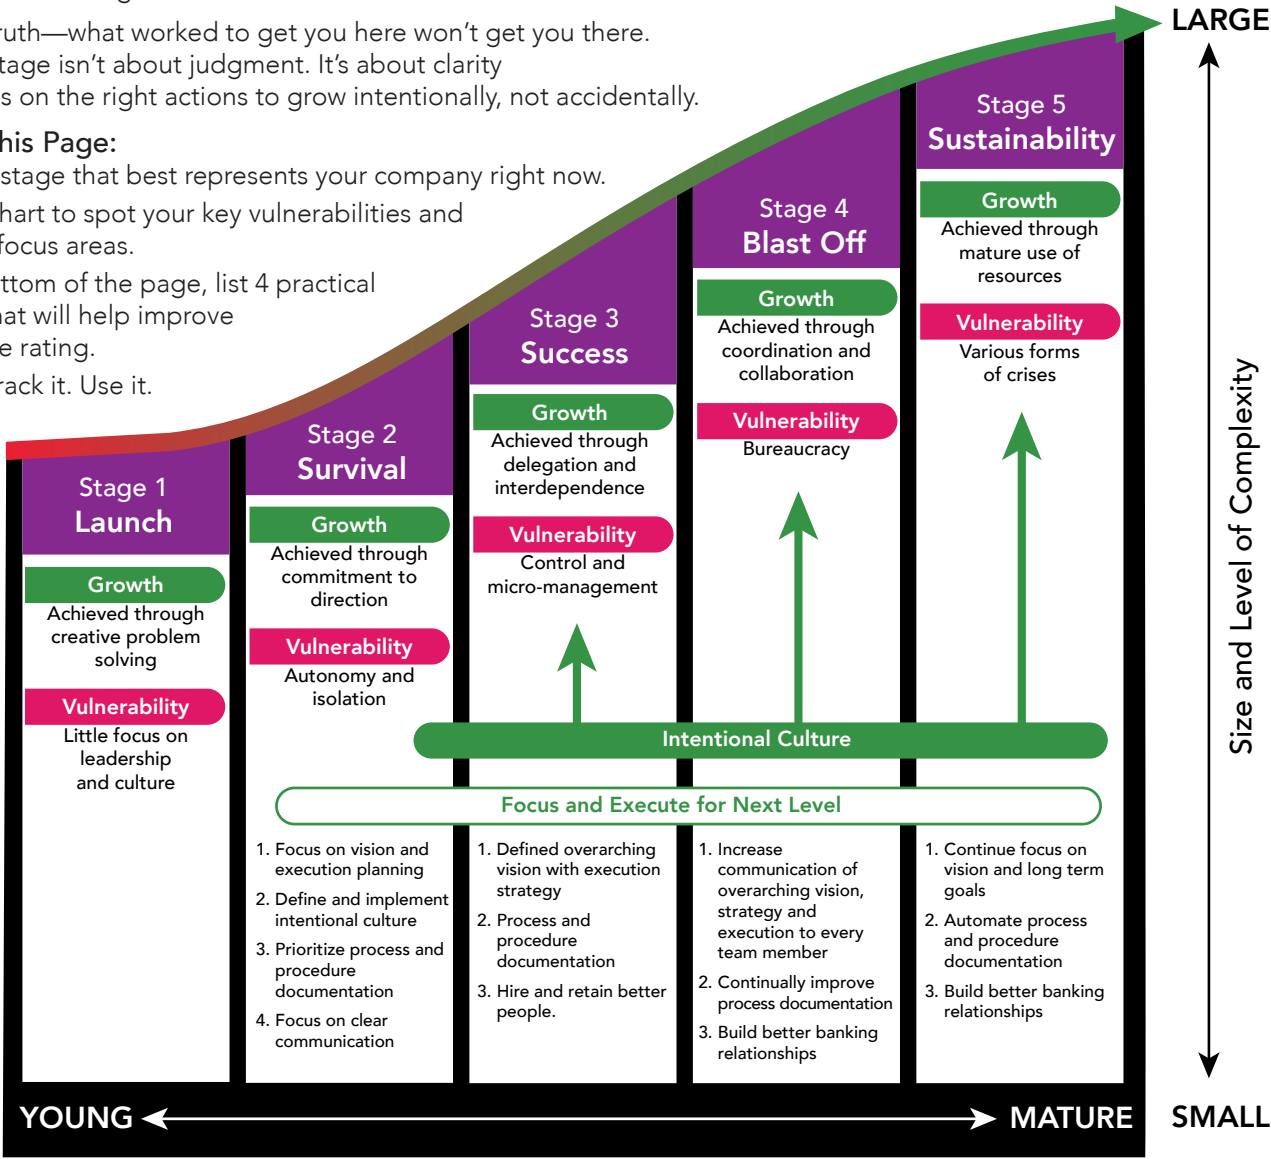 ruth—what worked to get you here won't get you there.
tage isn't about judgment. It's about clarity
s on the right actions to grow intentionally, not accidentally.
his Page:
stage that best represents your company right now.
hart to spot your key vulnerabilities and
focus areas.
ttom of the page, list 4 practical
hat will help improve
e rating.
rack it. Use it.
LARGE
Size and Level of Complexity
SMALL
Stage 1
Launch
Growth
Achieved through
creative problem
solving
Vulnerability
Little focus on
leadership
and culture
Stage 2
Survival
Growth
Achieved through
commitment to
direction
Vulnerability
Autonomy and
isolation
Stage 3
Success
Growth
Achieved through
delegation and
interdependence
Vulnerability
Control and
micro-management
Stage 4
Blast Off
Growth
Achieved through
coordination and
collaboration
Vulnerability
Bureaucracy
Stage 5
Sustainability
Growth
Achieved through
mature use of
resources
Vulnerability
Various forms
of crises
Intentional Culture
Focus and Execute for Next Level
1. Focus on vision and
execution planning
2. Define and implement
intentional culture
3. Prioritize process and
procedure
documentation
4. Focus on clear
communication
1. Defined overarching
vision with execution
strategy
2. Process and
procedure
documentation
3. Hire and retain better
people.
1. Increase
communication of
overarching vision,
strategy and
execution to every
team member
2. Continually improve
process documentation
3. Build better banking
relationships
1. Continue focus on
vision and long term
goals
2. Automate process
and procedure
documentation
3. Build better banking
relationships
YOUNG
MATURE